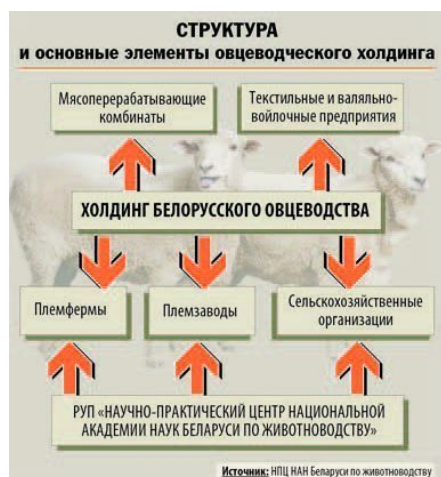 СТРУКТУРА
и основные элементы овцеводческого холдинга
Мясоперерабатывающие
комбинаты
Текстильные и валяльно-
войлочные предприятия
ХОЛДИНГ БЕЛОРУССКОГО ОВЦЕВОДСТВА
Племфермы
Племзаводы
Сельскохозяйственные
организации
РУП «НАУЧНО-ПРАКТИЧЕСКИЙ ЦЕНТР НАЦИОНАЛЬНОЙ
АКАДЕМИИ НАУК БЕЛАРУСИ ПО ЖИВОТНОВОДСТВУ»
Источник: НПЦ НАН Беларуси по животноводству